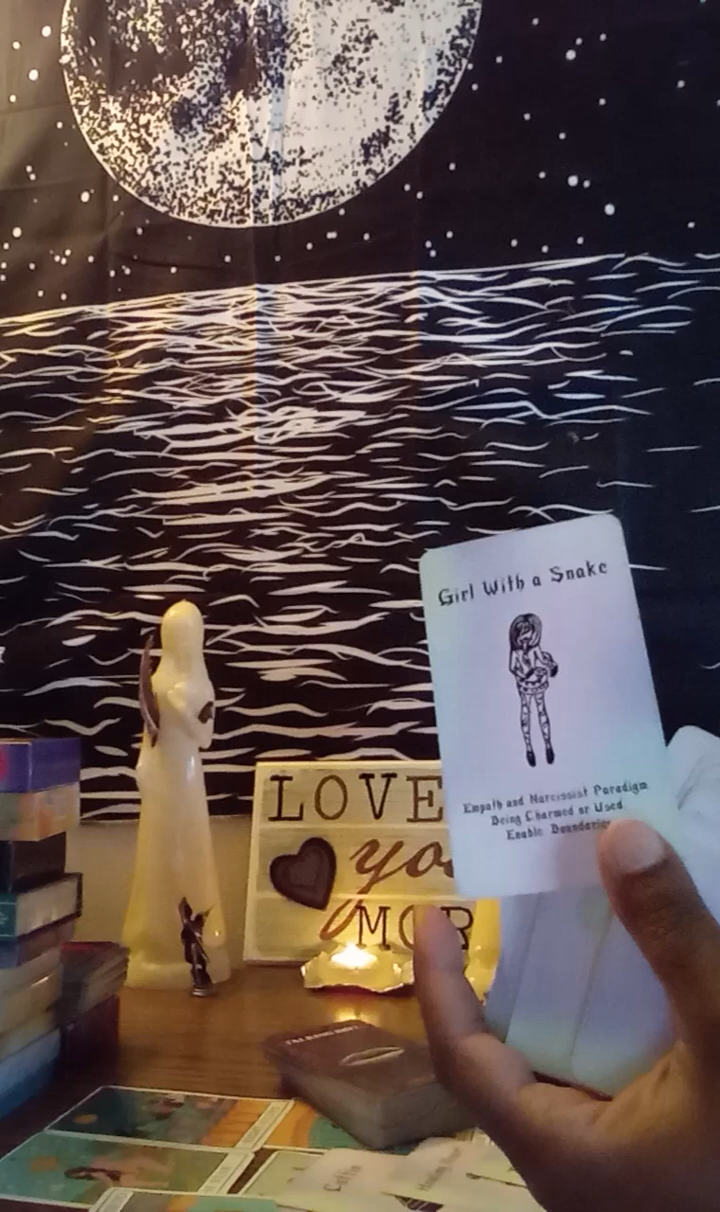 Girl With a Snake
Empath and Narcissist Paradigm
Being Charmed or Used
Enable Boundaries
LOVE
you
MOR